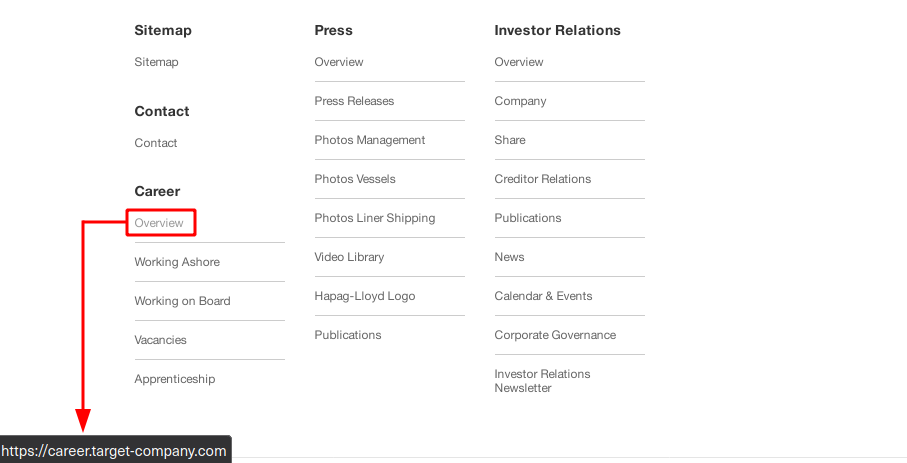 Sitemap
Sitemap
Contact
Contact
Career
Overview
Working Ashore
Working on Board
Vacancies
Apprenticeship
Press
Overview
Press Releases
Photos Management
Photos Vessels
Photos Liner Shipping
Video Library
Hapag-Lloyd Logo
Publications
Investor Relations
Overview
Company
Share
Creditor Relations
Publications
News
Calendar & Events
Corporate Governance
Investor Relations
Newsletter
https://career.target-company.com